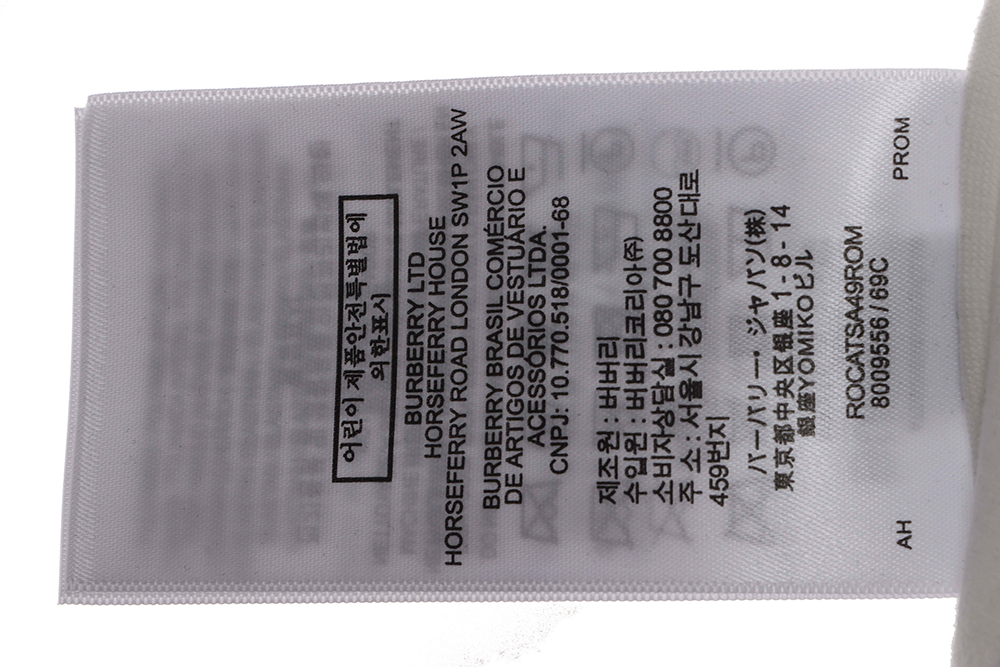 어린이 제품안전특별법에
외한표시
BURBERRY LTD
HORSEFERRY HOUSE
HORSEFERRY ROAD LONDON SW1P 2AW
BURBERRY BRASIL COMÉRCIO
DE ARTIGOS DE VESTUÁRIO E
ACESSÓRIOS LTDA.
CNPJ: 10.770.518/0001-68
제조원 : 버버리
수입원 : 버버리코리아(주)
소비자상담실 : 080 700 8800
주 소 : 서울시 강남구 도산대로
459번지
バーバリー・ジャパン(株)
東京都中央区銀座 1 - 8 - 14
銀座YOMIKOビル
ROCATSA49ROM
8009556 / 69C
AH PROM